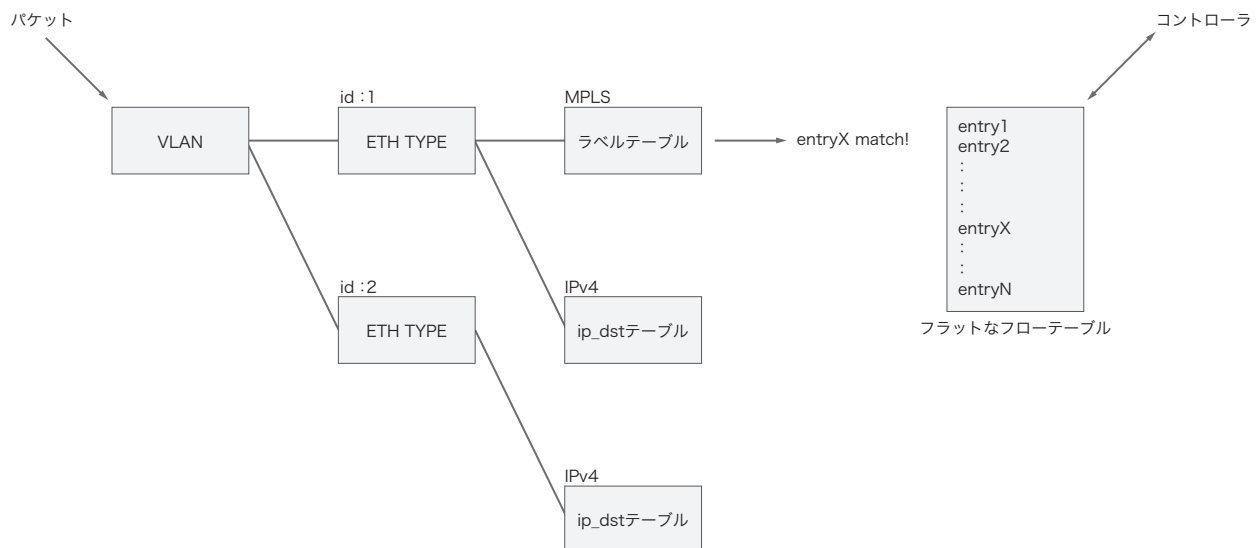 パケット
コントローラ
id：1
MPLS
VLAN
ETH TYPE
ラベルテーブル
entryX match!
entry1
entry2
：
：
：
entryX
：
：
entryN
フラットなフローテーブル
id：2
IPv4
ETH TYPE
ip_dstテーブル
IPv4
ip_dstテーブル